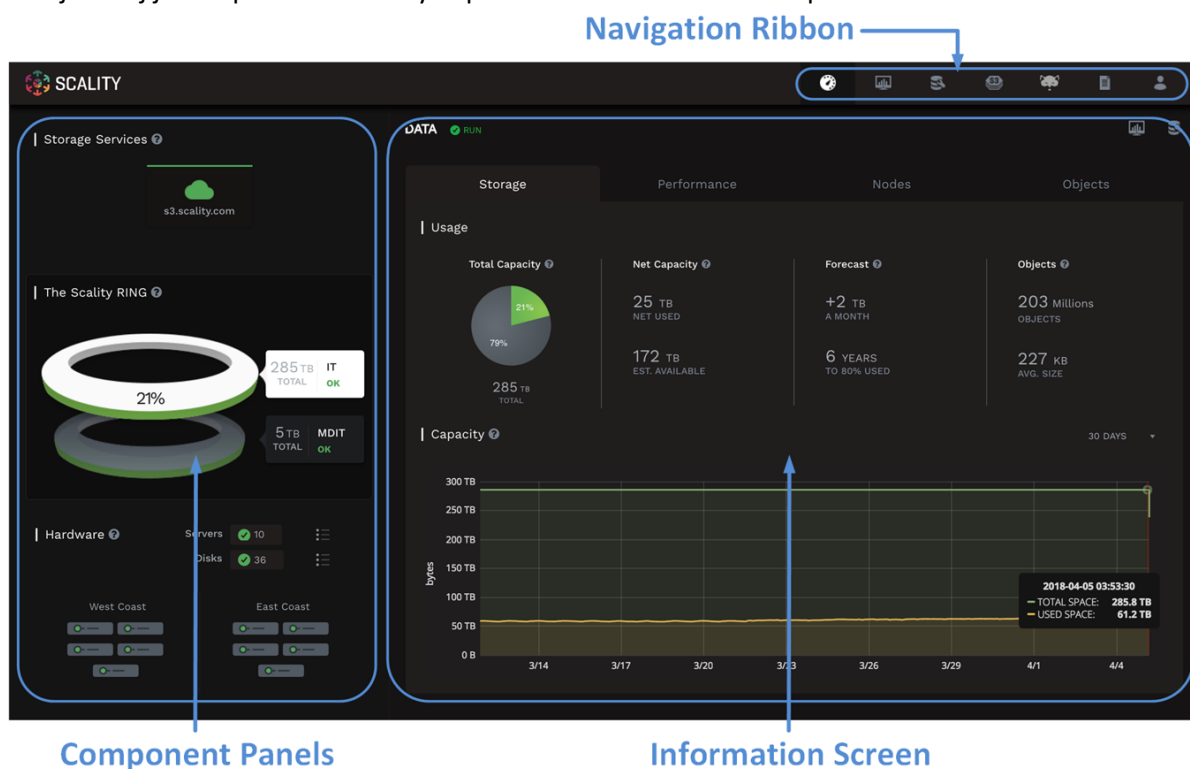 Navigation Ribbon
SCALITY
Storage Services
s3.scality.com
The Scality RING
285 TB IT
TOTAL OK
21%
5 TB MDIT
TOTAL OK
Hardware
Servers 10
Disks 36
West Coast East Coast
DATA RUN
Storage Performance Nodes Objects
Usage
Total Capacity Net Capacity Forecast Objects
21%
79%
285 TB
TOTAL
25 TB
NET USED
172 TB
EST. AVAILABLE
+2 TB
A MONTH
6 YEARS
TO 80% USED
203 Millions
OBJECTS
227 KB
AVG. SIZE
Capacity
30 DAYS
300 TB
250 TB
200 TB
150 TB
100 TB
50 TB
0 B
bytes
2018-04-05 03:53:30
TOTAL SPACE: 285.8 TB
USED SPACE: 61.2 TB
3/14 3/17 3/20 3/23 3/26 3/29 4/1 4/4
Component Panels
Information Screen